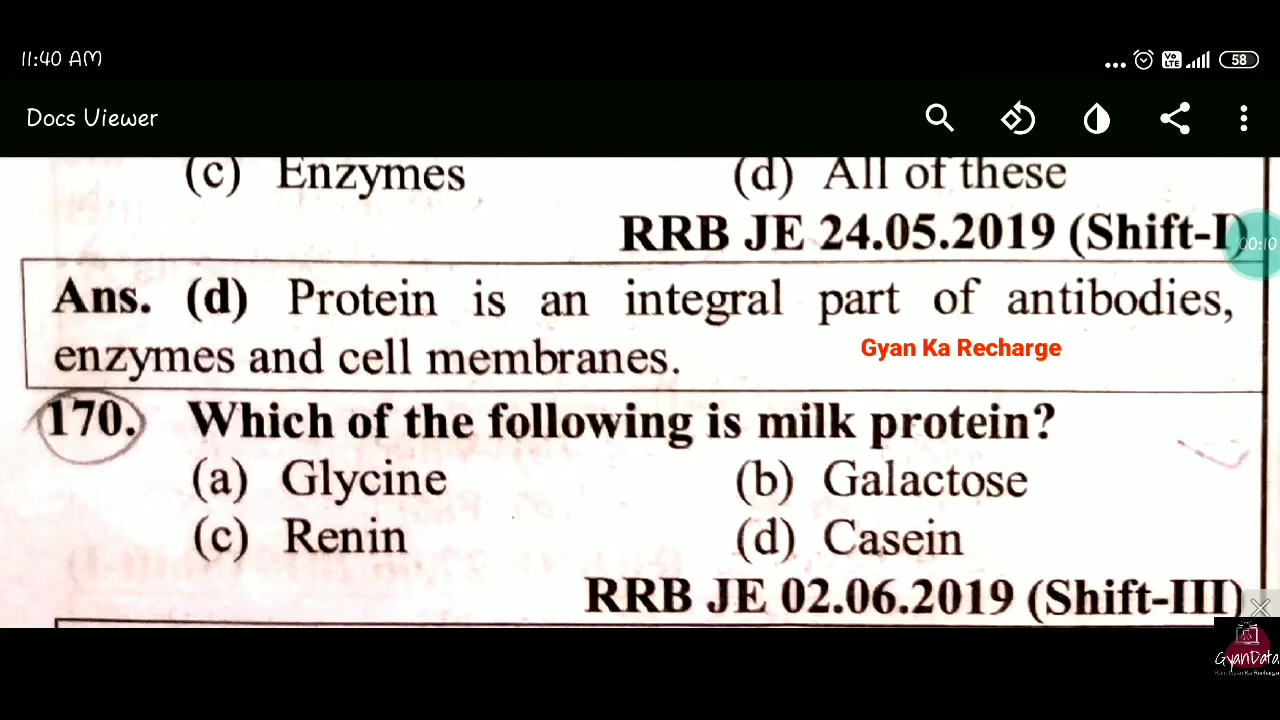 11:40 AM
58
Docs Viewer
(c) Enzymes (d) All of these
RRB JE 24.05.2019 (Shift-I)
00:10
Ans. (d) Protein is an integral part of antibodies,
enzymes and cell membranes.
Gyan Ka Recharge
170. Which of the following is milk protein?
(a) Glycine (b) Galactose
(c) Renin (d) Casein
RRB JE 02.06.2019 (Shift-III)
GyanData